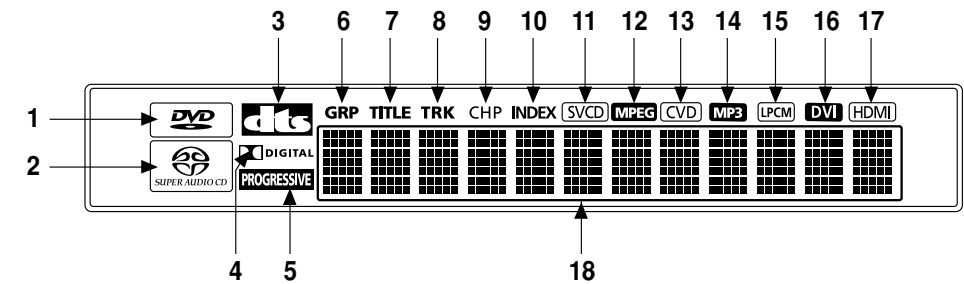 3 6 7 8 9 10 11 12 13 14 15 16 17
1 DVD dts GRP TITLE TRK CHP INDEX SVCD MPEG CVD MP3 LPCM DVI HDMI
2 SUPER AUDIO CD DIGITAL
PROGRESSIVE
4 5 18